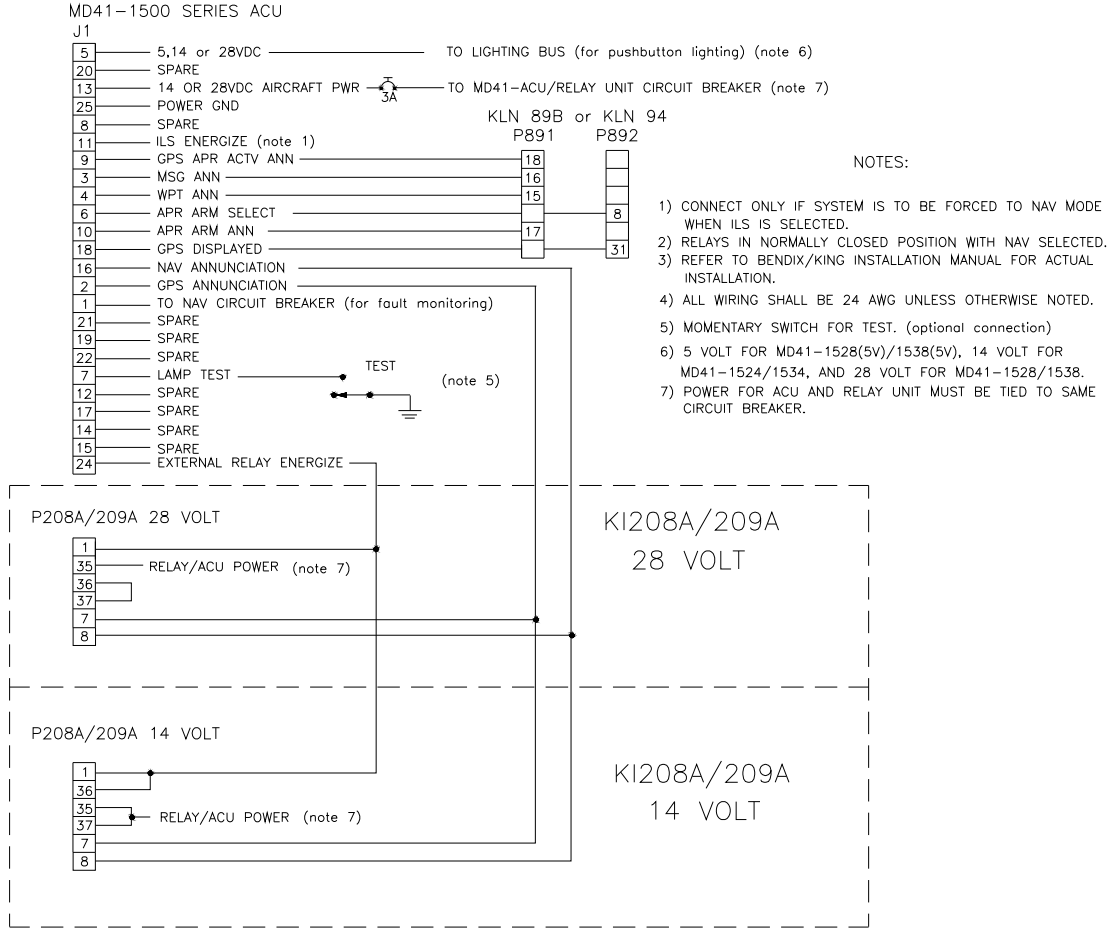 MD41-1500 SERIES ACU
J1
5 5,14 or 28VDC TO LIGHTING BUS (for pushbutton lighting) (note 6)
20 SPARE
13 14 OR 28VDC AIRCRAFT PWR 3A TO MD41-ACU/RELAY UNIT CIRCUIT BREAKER (note 7)
25 POWER GND
8 SPARE
11 ILS ENERGIZE (note 1)
KLN 89B or KLN 94
P891 P892
9 GPS APR ACTV ANN 18
3 MSG ANN 16
4 WPT ANN 15
6 APR ARM SELECT 8
10 APR ARM ANN 17
18 GPS DISPLAYED 31
16 NAV ANNUNCIATION
2 GPS ANNUNCIATION
1 TO NAV CIRCUIT BREAKER (for fault monitoring)
21 SPARE
19 SPARE
22 SPARE
7 LAMP TEST TEST (note 5)
12 SPARE
17 SPARE
14 SPARE
15 SPARE
24 EXTERNAL RELAY ENERGIZE
NOTES:
1) CONNECT ONLY IF SYSTEM IS TO BE FORCED TO NAV MODE
WHEN ILS IS SELECTED.
2) RELAYS IN NORMALLY CLOSED POSITION WITH NAV SELECTED.
3) REFER TO BENDIX/KING INSTALLATION MANUAL FOR ACTUAL
INSTALLATION.
4) ALL WIRING SHALL BE 24 AWG UNLESS OTHERWISE NOTED.
5) MOMENTARY SWITCH FOR TEST. (optional connection)
6) 5 VOLT FOR MD41-1528(5V)/1538(5V), 14 VOLT FOR
MD41-1524/1534, AND 28 VOLT FOR MD41-1528/1538.
7) POWER FOR ACU AND RELAY UNIT MUST BE TIED TO SAME
CIRCUIT BREAKER.
P208A/209A 28 VOLT
1
35 RELAY/ACU POWER (note 7)
36
37
7
8
KI208A/209A
28 VOLT
P208A/209A 14 VOLT
1
36
35
37
RELAY/ACU POWER (note 7)
7
8
KI208A/209A
14 VOLT